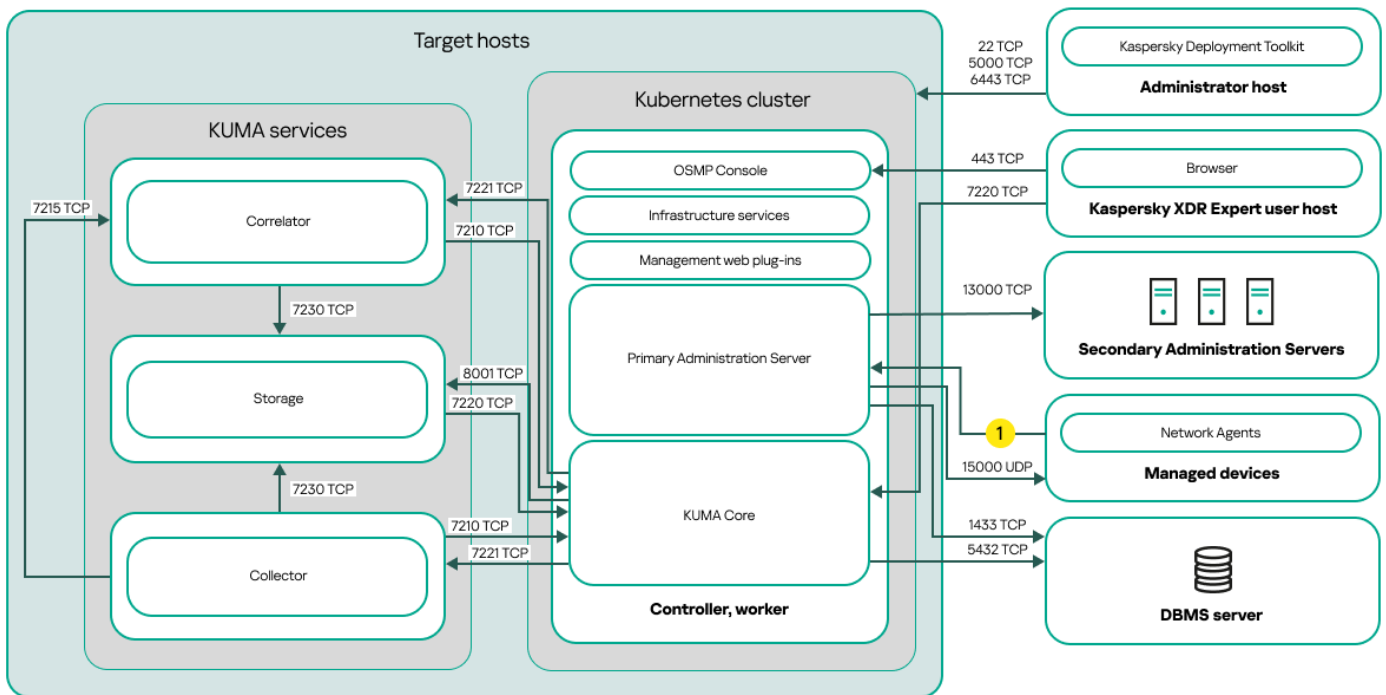 Target hosts
KUMA services
Correlator
7215 TCP
7230 TCP
Storage
7230 TCP
Collector
7221 TCP
7210 TCP
8001 TCP
7220 TCP
7210 TCP
7221 TCP
Kubernetes cluster
OSMP Console
Infrastructure services
Management web plug-ins
Primary Administration Server
KUMA Core
Controller, worker
22 TCP
5000 TCP
6443 TCP
Kaspersky Deployment Toolkit
Administrator host
443 TCP
7220 TCP
Browser
Kaspersky XDR Expert user host
13000 TCP
Secondary Administration Servers
1
15000 UDP
Network Agents
Managed devices
1433 TCP
5432 TCP
DBMS server